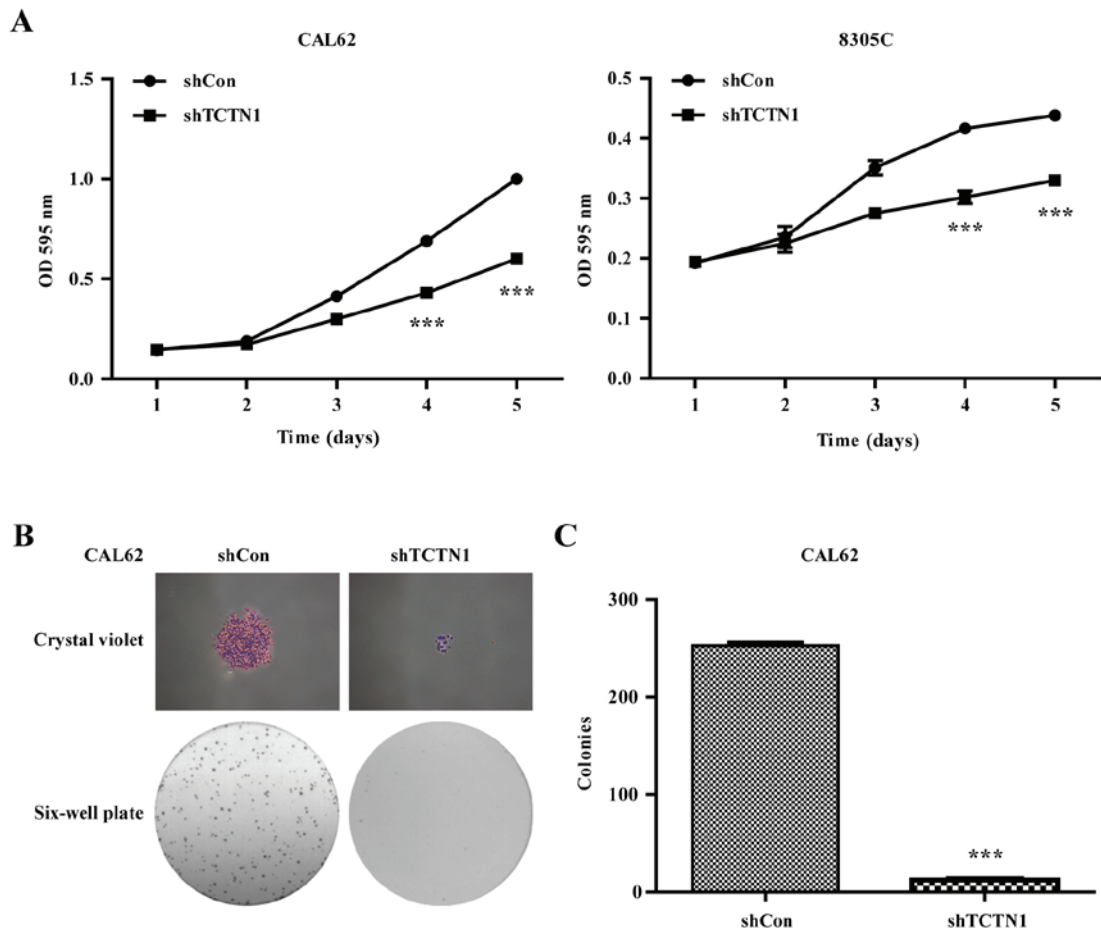 A
CAL62
shCon
shTCTN1
1.5
1.0
0.5
0.0
OD 595 nm
***
***
1 2 3 4 5
Time (days)
8305C
shCon
shTCTN1
0.5
0.4
0.3
0.2
0.1
0.0
OD 595 nm
***
***
1 2 3 4 5
Time (days)
B
CAL62 shCon shTCTN1
Crystal violet
Six-well plate
C
CAL62
300
200
100
0
Colonies
***
shCon shTCTN1